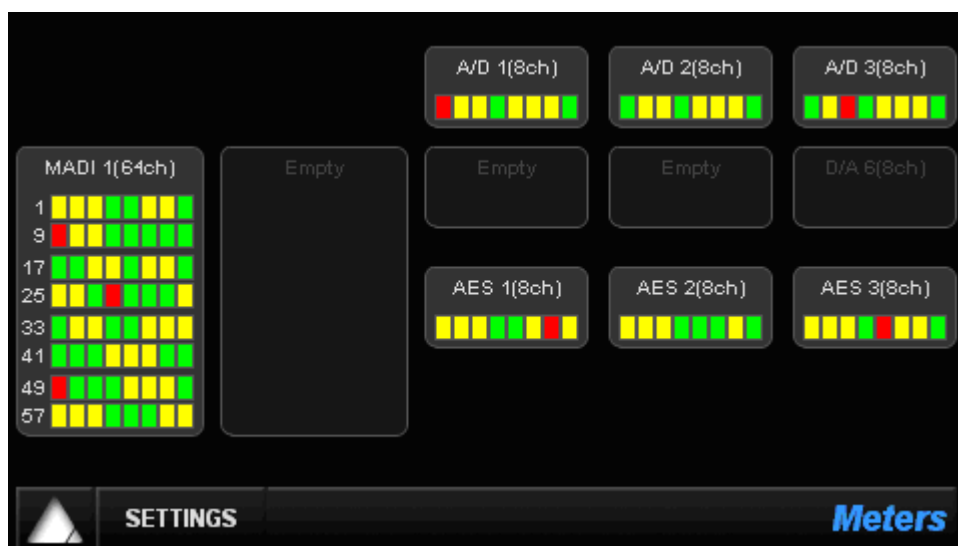 A/D 1(8ch) A/D 2(8ch) A/D 3(8ch)
MADI 1(64ch) Empty Empty Empty D/A 6(8ch)
1
9
17
25
33
41
49
57
AES 1(8ch) AES 2(8ch) AES 3(8ch)
SETTINGS Meters